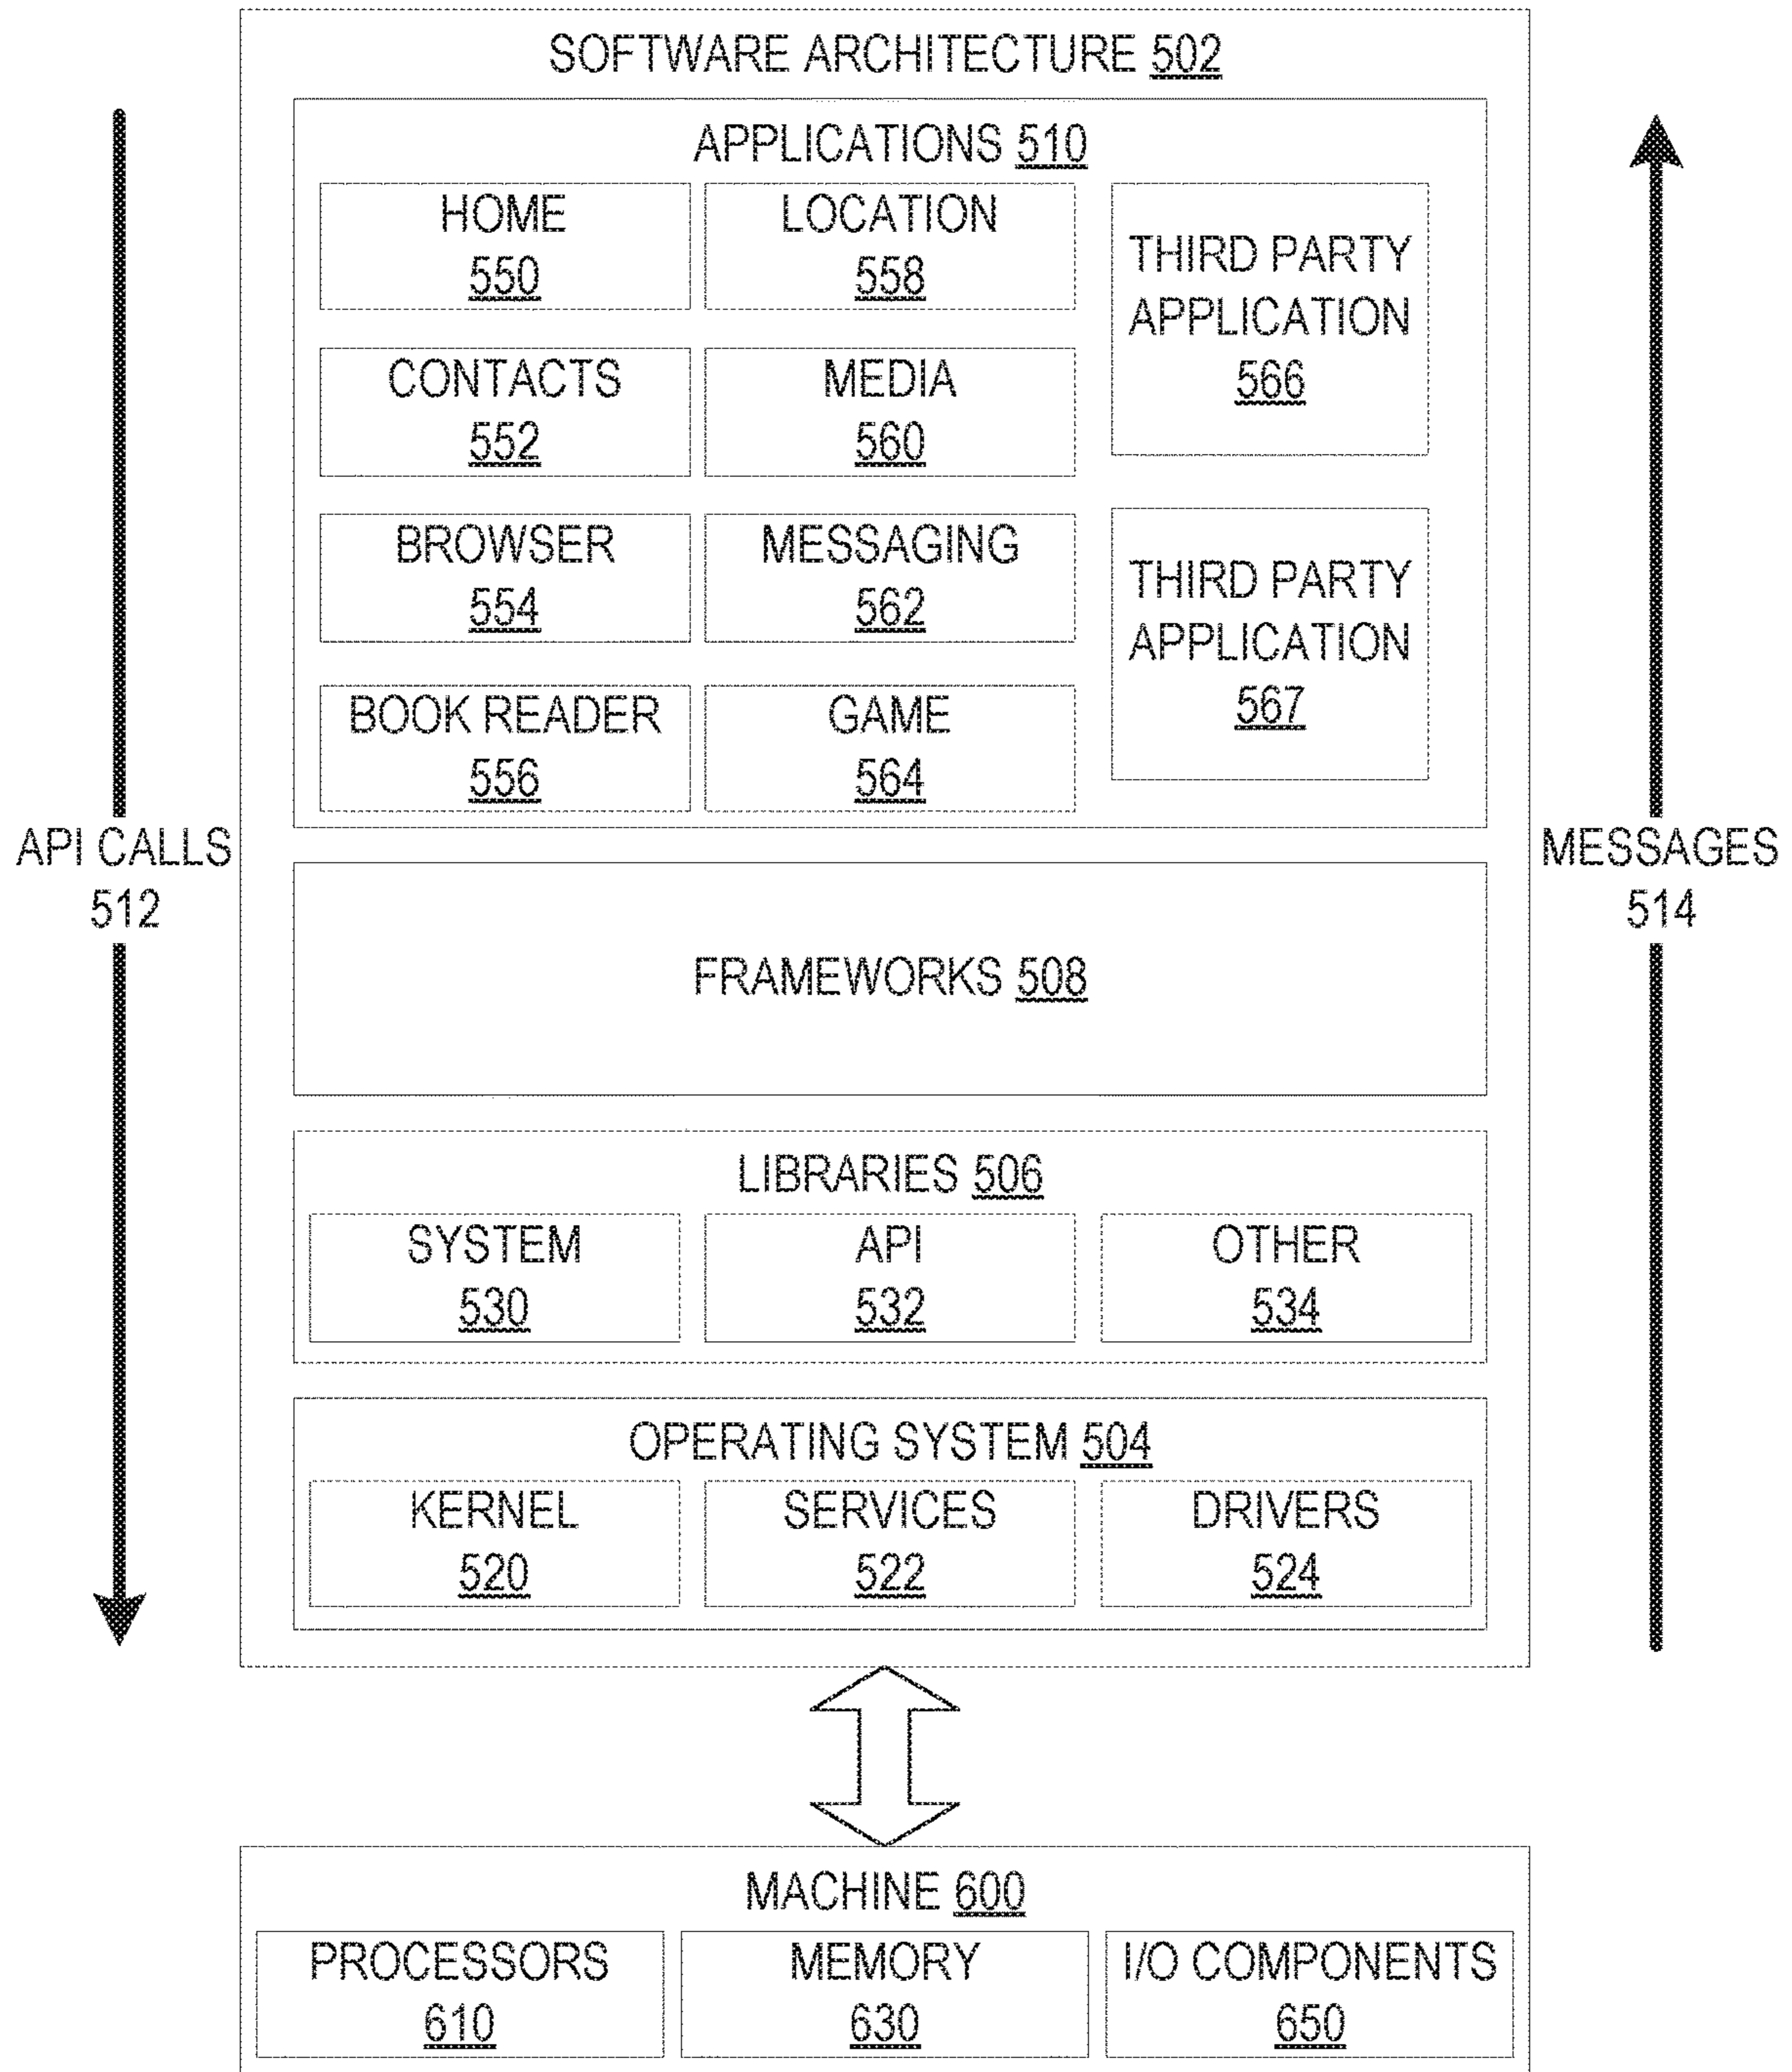 SOFTWARE ARCHITECTURE 502
APPLICATIONS 510
HOME
550
LOCATION
558
THIRD PARTY
APPLICATION
566
CONTACTS
552
MEDIA
560
BROWSER
554
MESSAGING
562
THIRD PARTY
APPLICATION
567
BOOK READER
556
GAME
564
API CALLS
512
MESSAGES
514
FRAMEWORKS 508
LIBRARIES 506
SYSTEM
530
API
532
OTHER
534
OPERATING SYSTEM 504
KERNEL
520
SERVICES
522
DRIVERS
524
MACHINE 600
PROCESSORS
610
MEMORY
630
I/O COMPONENTS
650